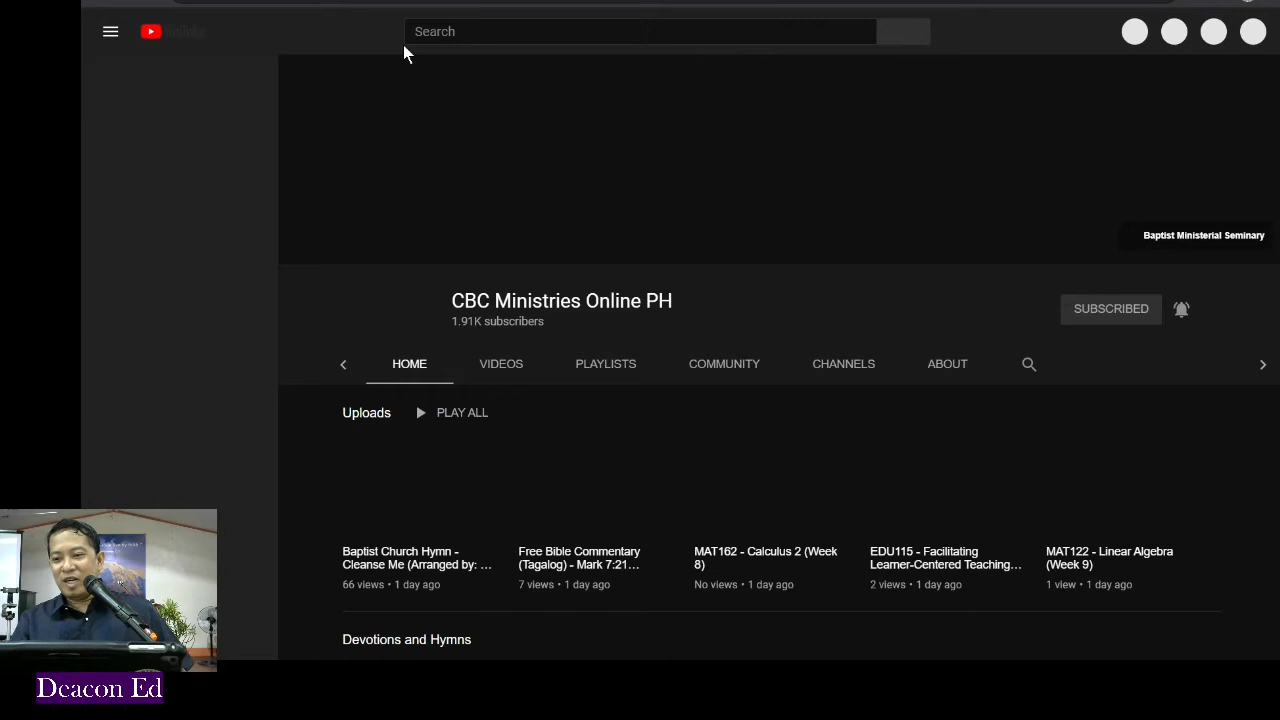 Search
Baptist Ministerial Seminary
CBC Ministries Online PH
1.91K subscribers
SUBSCRIBED
HOME VIDEOS PLAYLISTS COMMUNITY CHANNELS ABOUT
Uploads PLAY ALL
Baptist Church Hymn -
Cleanse Me (Arranged by: ...
66 views • 1 day ago
Free Bible Commentary
(Tagalog) - Mark 7:21...
7 views • 1 day ago
MAT162 - Calculus 2 (Week
8)
No views • 1 day ago
EDU115 - Facilitating
Learner-Centered Teaching...
2 views • 1 day ago
MAT122 - Linear Algebra
(Week 9)
1 view • 1 day ago
Devotions and Hymns
Deacon Ed